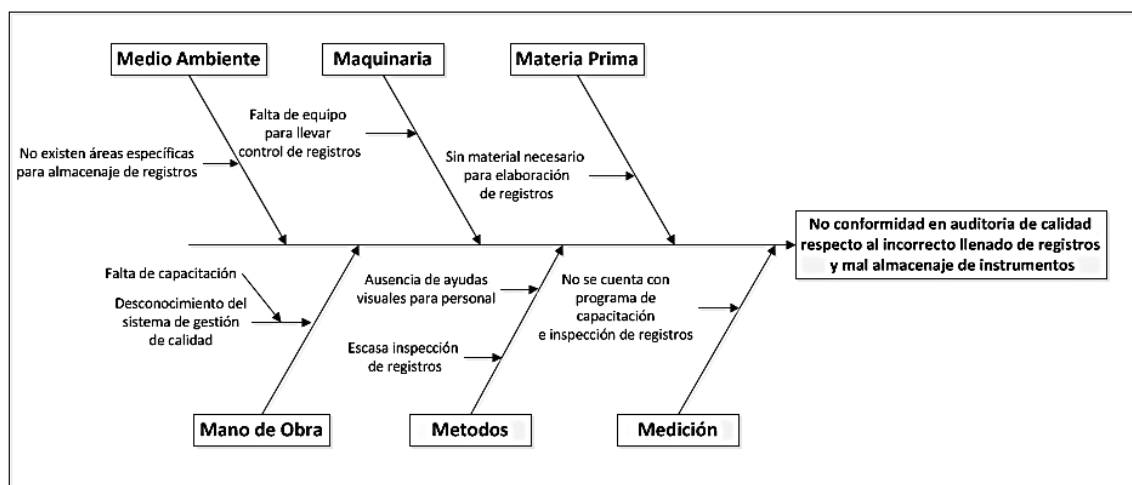 Medio Ambiente
Maquinaria
Materia Prima
Falta de equipo
para llevar
control de registros
No existen áreas específicas
para almacenaje de registros
Sin material necesario
para elaboración
de registros
No conformidad en auditoria de calidad
respecto al incorrecto llenado de registros
y mal almacenaje de instrumentos
Falta de capacitación
Desconocimiento del
sistema de gestión
de calidad
Ausencia de ayudas
visuales para personal
Escasa inspección
de registros
No se cuenta con
programa de
capacitación
e inspección de registros
Mano de Obra
Metodos
Medición